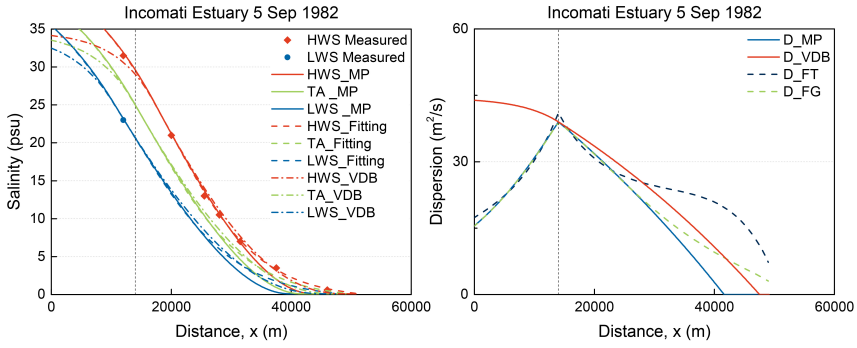 Incomati Estuary 5 Sep 1982
Salinity (psu)
35
30
25
20
15
10
5
0
0
20000
40000
60000
Distance, x (m)
HWS Measured
LWS Measured
HWS_MP
TA _MP
LWS _MP
HWS_Fitting
TA_Fitting
LWS_Fitting
HWS_VDB
TA_VDB
LWS_VDB
Incomati Estuary 5 Sep 1982
Dispersion (m²/s)
60
30
0
0
20000
40000
60000
Distance, x (m)
D_MP
D_VDB
D_FT
D_FG